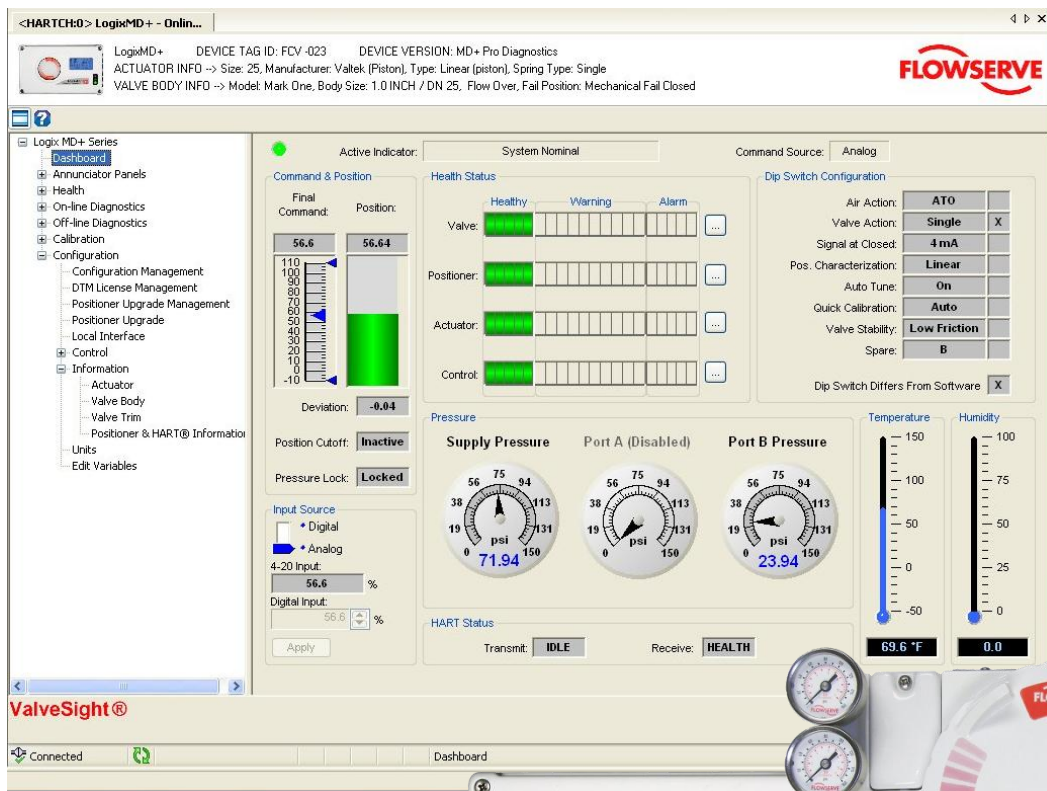 <HARTCH:0> LogixMD+ - Onlin...
LogixMD+ DEVICE TAG ID: FCV -023 DEVICE VERSION: MD+ Pro Diagnostics
ACTUATOR INFO --> Size: 25, Manufacturer: Valtek (Piston), Type: Linear (piston), Spring Type: Single
VALVE BODY INFO --> Model: Mark One, Body Size: 1.0 INCH / DN 25, Flow Over, Fail Position: Mechanical Fail Closed
FLOWSERVE
Logix MD+ Series
Dashboard
Annunciator Panels
Health
On-line Diagnostics
Off-line Diagnostics
Calibration
Configuration
Configuration Management
DTM License Management
Positioner Upgrade Management
Positioner Upgrade
Local Interface
Control
Information
Actuator
Valve Body
Valve Trim
Positioner & HART® Information
Units
Edit Variables
Active Indicator: System Nominal
Command Source: Analog
Command & Position
Final Command: Position:
56.6 56.64
110
100
90
80
70
60
50
40
30
20
10
0
-10
Deviation: -0.04
Position Cutoff: Inactive
Pressure Lock: Locked
Input Source
Digital
Analog
4-20 Input:
56.6 %
Digital Input:
56.6 %
Apply
Health Status
Healthy Warning Alarm
Valve: ...
Positioner: ...
Actuator: ...
Control: ...
Dip Switch Configuration
Air Action: ATO
Valve Action: Single X
Signal at Closed: 4 mA
Pos. Characterization: Linear
Auto Tune: On
Quick Calibration: Auto
Valve Stability: Low Friction
Spare: B
Dip Switch Differs From Software X
Pressure
Supply Pressure Port A (Disabled) Port B Pressure
0 19 38 56 75 94 113 131 150
psi
71.94
0 19 38 56 75 94 113 131 150
psi
0 19 38 56 75 94 113 131 150
psi
23.94
HART Status
Transmit: IDLE Receive: HEALTH
Temperature
150
100
50
0
-50
69.6 °F
Humidity
100
75
50
25
0
0.0
ValveSight®
FLOWSERVE
FLOWSERVE
FL
Connected
Dashboard